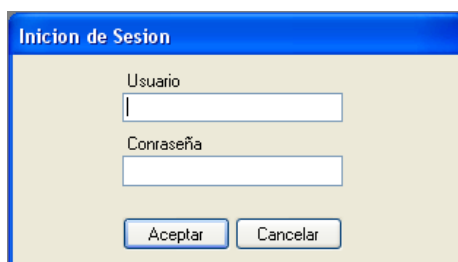 Inicion de Sesion
Usuario
Conraseña
Aceptar
Cancelar